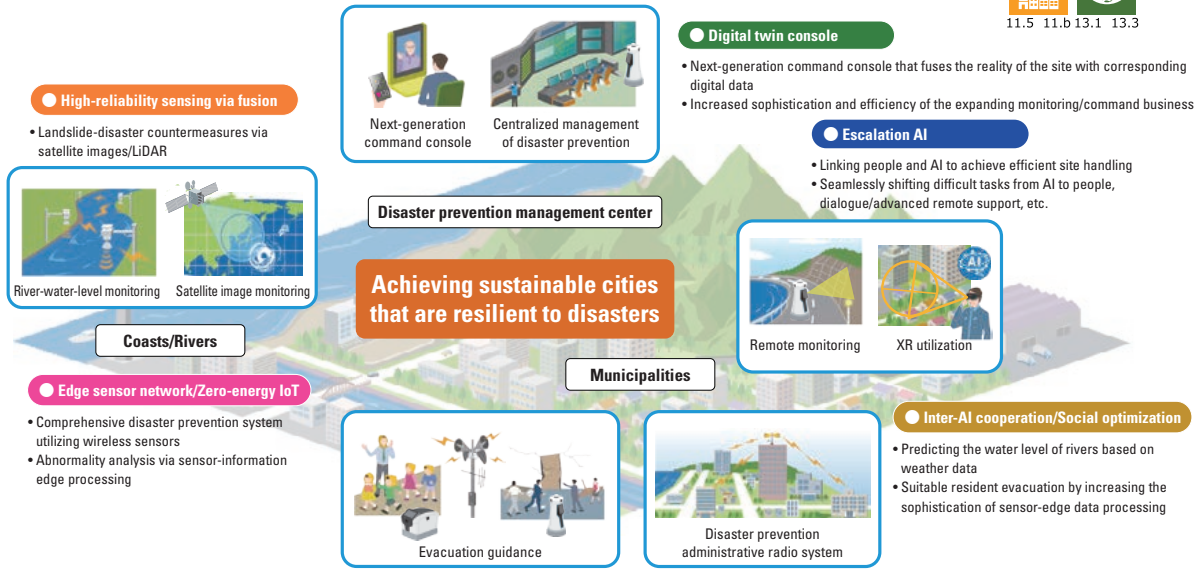 11.5 11.b 13.1 13.3
Digital twin console
• Next-generation command console that fuses the reality of the site with corresponding
digital data
• Increased sophistication and efficiency of the expanding monitoring/command business
Next-generation
command console
Centralized management
of disaster prevention
High-reliability sensing via fusion
• Landslide-disaster countermeasures via
satellite images/LiDAR
River-water-level monitoring
Satellite image monitoring
Coasts/Rivers
Disaster prevention management center
Escalation AI
• Linking people and AI to achieve efficient site handling
• Seamlessly shifting difficult tasks from AI to people,
dialogue/advanced remote support, etc.
AI
Remote monitoring
XR utilization
Achieving sustainable cities
that are resilient to disasters
Municipalities
Edge sensor network/Zero-energy IoT
• Comprehensive disaster prevention system
utilizing wireless sensors
• Abnormality analysis via sensor-information
edge processing
Evacuation guidance
Disaster prevention
administrative radio system
Inter-AI cooperation/Social optimization
• Predicting the water level of rivers based on
weather data
• Suitable resident evacuation by increasing the
sophistication of sensor-edge data processing